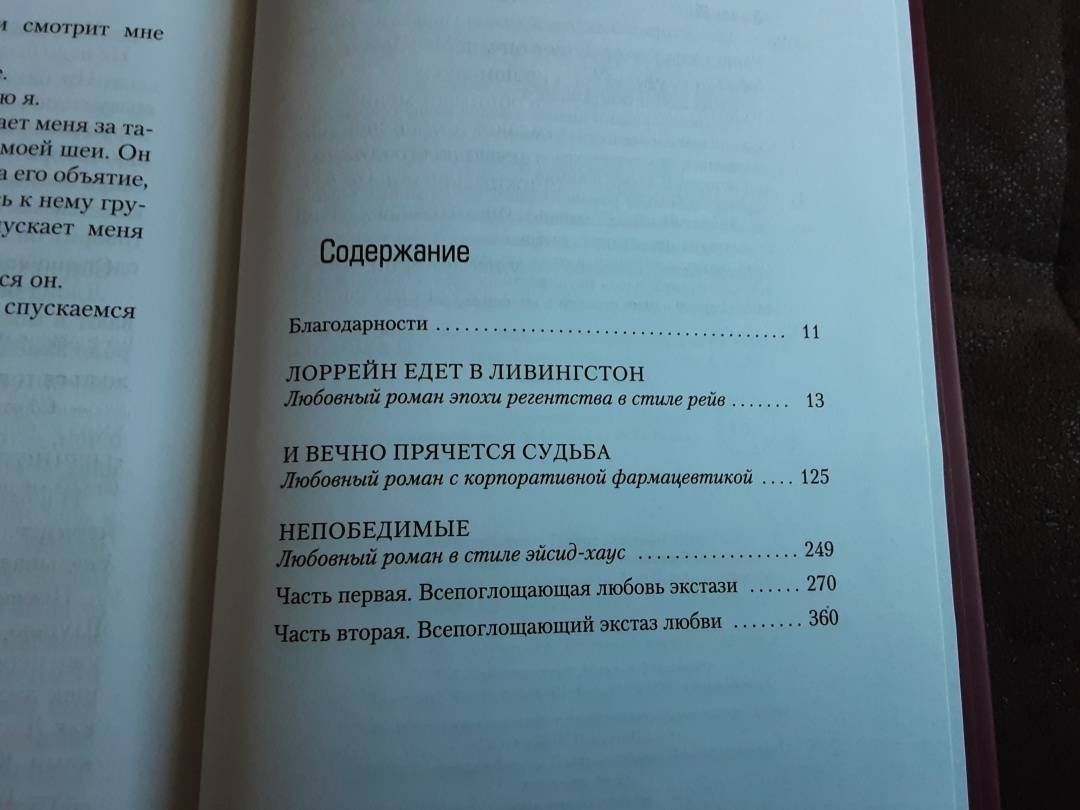 и смотрит мне
е.
ю я.
ает меня за та-
моей шеи. Он
а его объятие,
сь к нему гру-
ускает меня
ся он.
спускаемся
Содержание
Благодарности ................................... 11
ЛОРРЕЙН ЕДЕТ В ЛИВИНГСТОН
Любовный роман эпохи регентства в стиле рейв ....... 13
И ВЕЧНО ПРЯЧЕТСЯ СУДЬБА
Любовный роман с корпоративной фармацевтикой .... 125
НЕПОБЕДИМЫЕ
Любовный роман в стиле эйсид-хаус .................. 249
Часть первая. Всепоглощающая любовь экстази ...... 270
Часть вторая. Всепоглощающий экстаз любви ........ 360